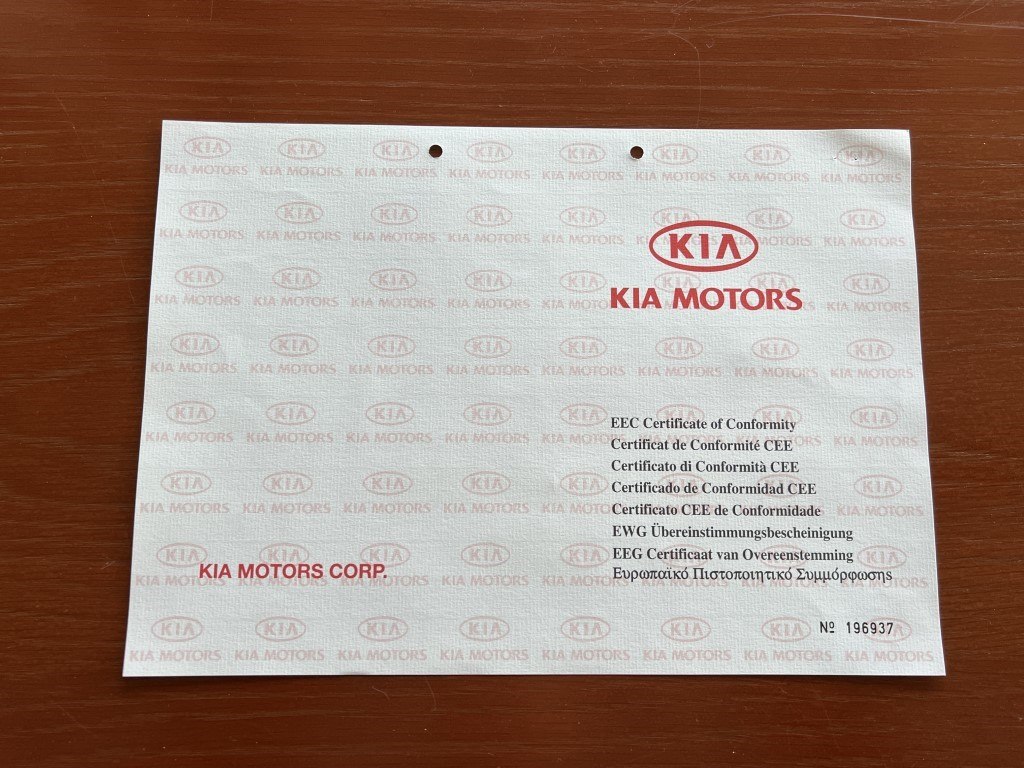 KIA
KIA MOTORS
EEC Certificate of Conformity
Certificat de Conformité CEE
Certificato di Conformità CEE
Certificado de Conformidad CEE
Certificato CEE de Conformidade
EWG Übereinstimmungsbescheinigung
EEG Certificaat van Overeenstemming
Ευρωπαϊκό Πιστοποιητικό Συμμόρφωσης
KIA MOTORS CORP.
Nº 196937